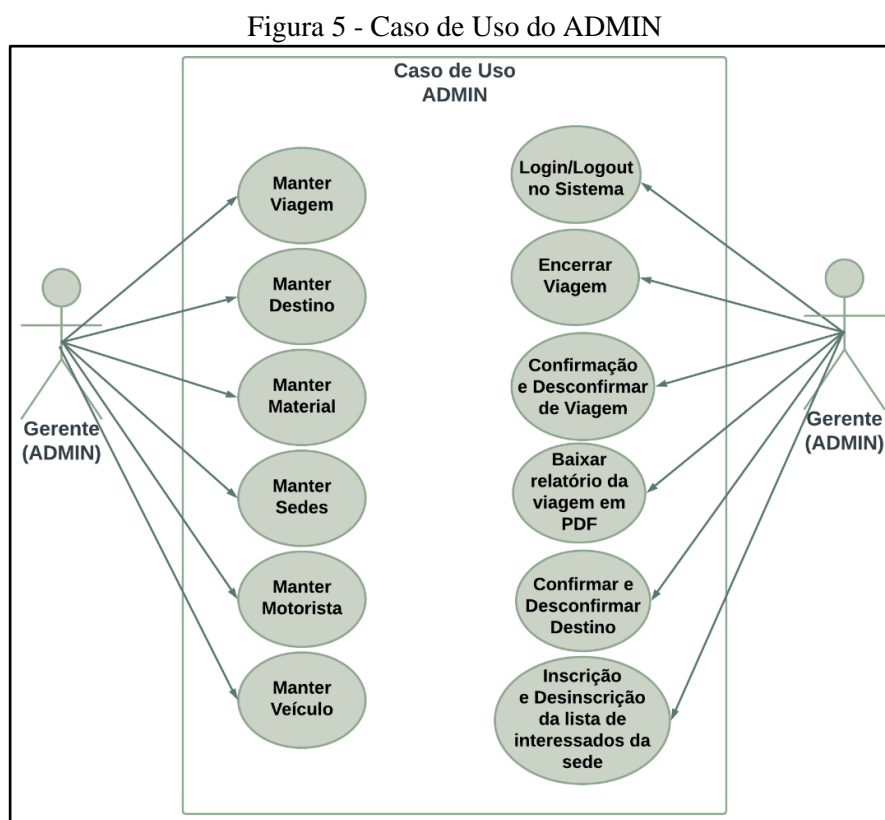 Figura 5 - Caso de Uso do ADMIN
Caso de Uso
ADMIN
Manter
Viagem
Manter
Destino
Manter
Material
Manter
Sedes
Manter
Motorista
Manter
Veículo
Gerente
(ADMIN)
Login/Logout
no Sistema
Encerrar
Viagem
Confirmação
e Desconfirmar
de Viagem
Baixar
relatório da
viagem em
PDF
Confirmar e
Desconfirmar
Destino
Inscrição
e Desinscrição
da lista de
interessados da
sede
Gerente
(ADMIN)